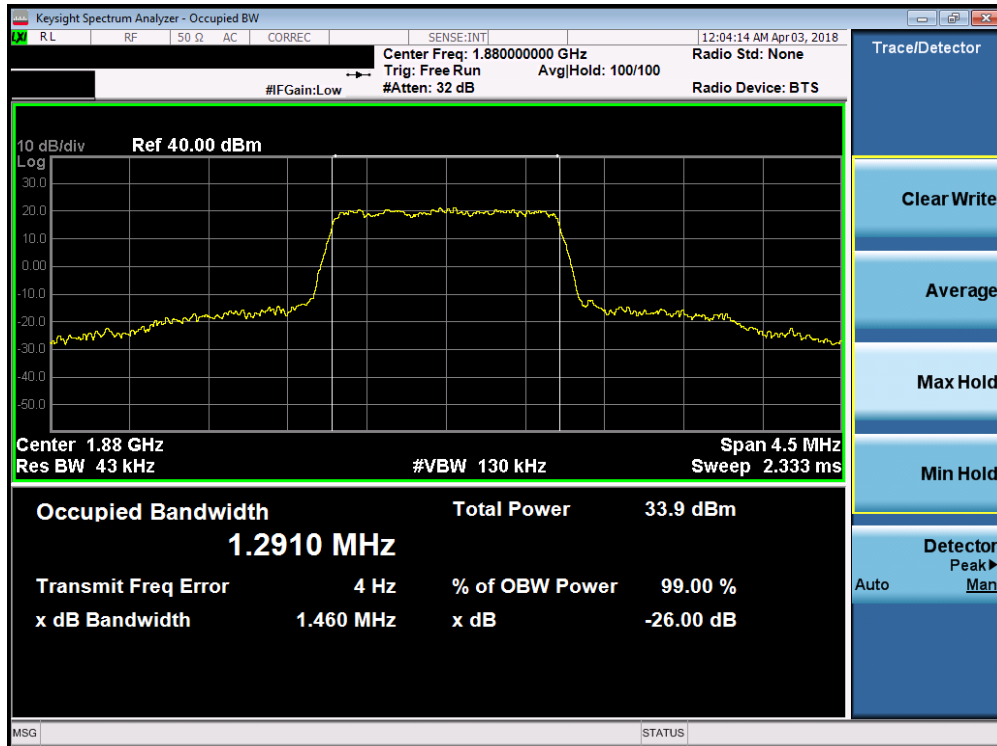 Keysight Spectrum Analyzer - Occupied BW
LXI RL RF 50 Ω AC CORREC SENSE:INT 12:04:14 AM Apr 03, 2018
Center Freq: 1.880000000 GHz Radio Std: None
Trig: Free Run Avg|Hold: 100/100
#IFGain:Low #Atten: 32 dB Radio Device: BTS
10 dB/div Ref 40.00 dBm
Log
30.0
20.0
10.0
0.00
-10.0
-20.0
-30.0
-40.0
-50.0
Center 1.88 GHz Span 4.5 MHz
Res BW 43 kHz #VBW 130 kHz Sweep 2.333 ms
Occupied Bandwidth Total Power 33.9 dBm
1.2910 MHz
Transmit Freq Error 4 Hz % of OBW Power 99.00 %
x dB Bandwidth 1.460 MHz x dB -26.00 dB
MSG STATUS
Trace/Detector
Clear Write
Average
Max Hold
Min Hold
Detector
Peak▶
Auto Man